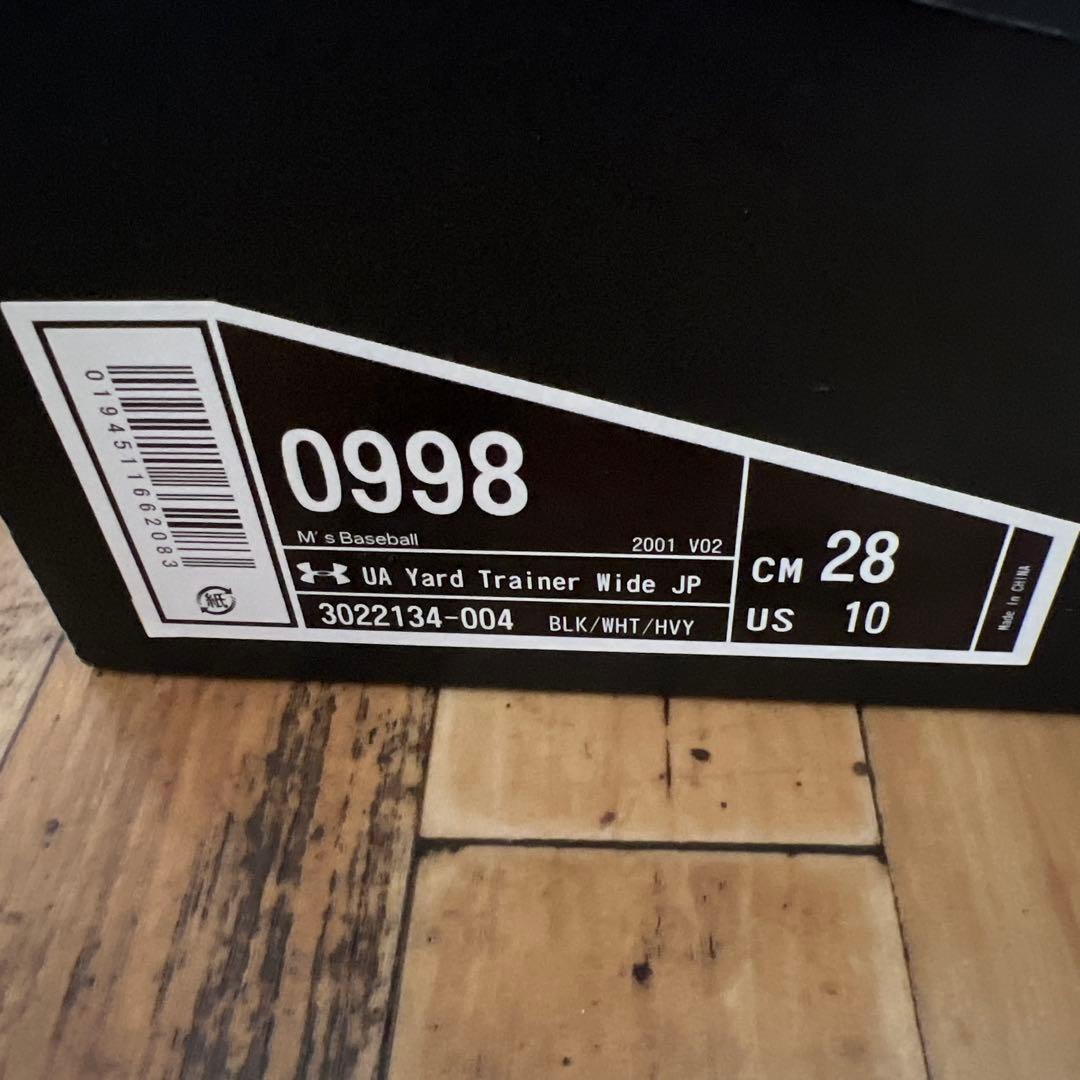 0194511662083
紙
0998
M's Baseball
2001 V02
UA Yard Trainer Wide JP
3022134-004 BLK/WHT/HVY
CM 28
US 10
Made in CHINA